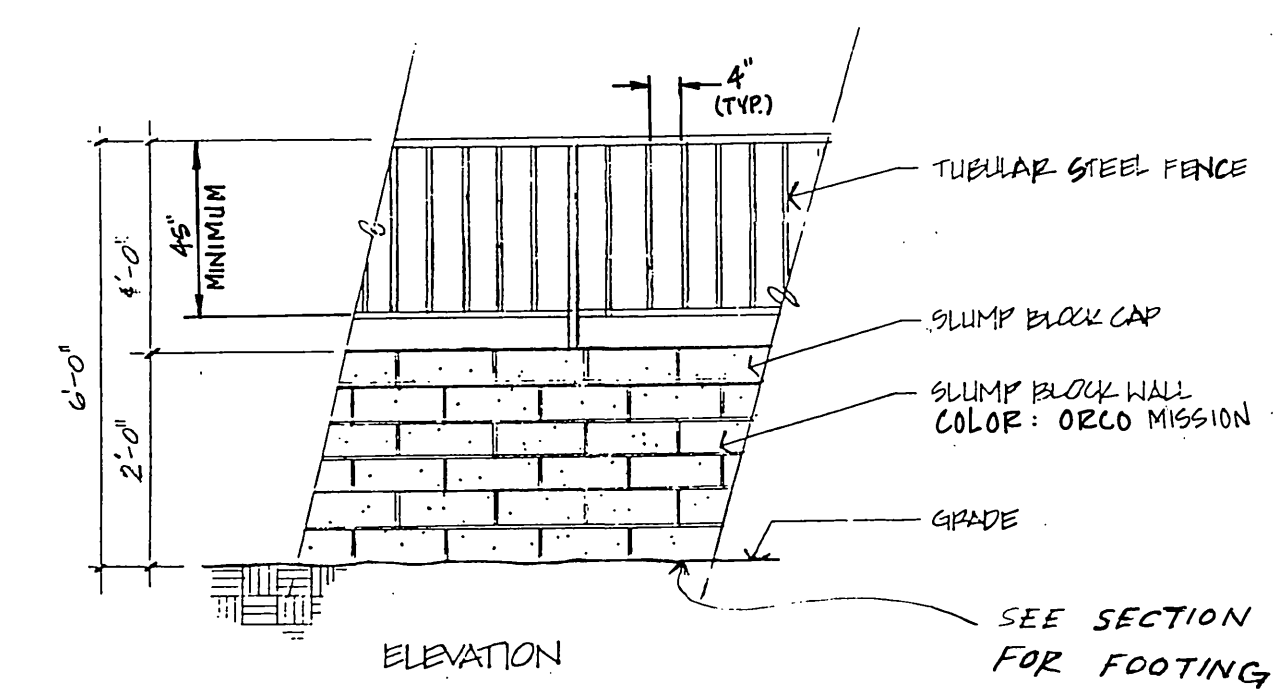 4"
(TYP.)
TUBULAR STEEL FENCE
45"
MINIMUM
4'-0"
6'-0"
2'-0"
SLUMP BLOCK CAP
SLUMP BLOCK WALL
COLOR: ORCO MISSION
GRADE
SEE SECTION
FOR FOOTING
ELEVATION